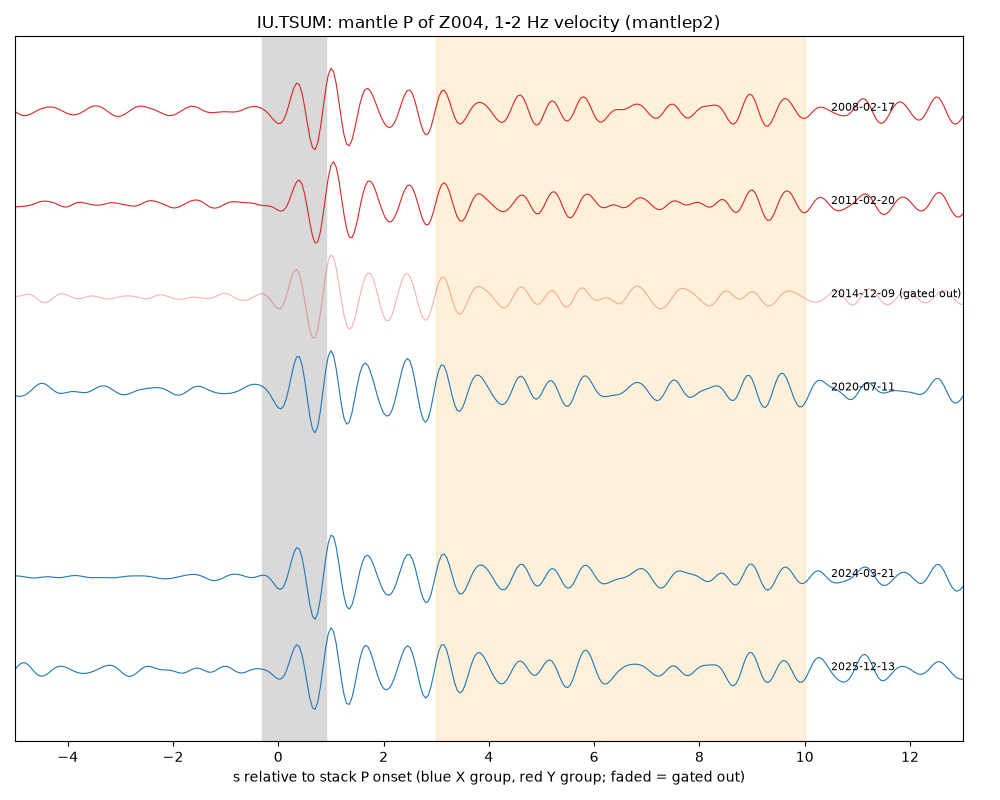 IU.TSUM: mantle P of Z004, 1-2 Hz velocity (mantlep2)
2008-02-17
2011-02-20
2014-12-09 (gated out)
2020-07-11
2024-03-21
2025-12-13
−4 −2 0 2 4 6 8 10 12
s relative to stack P onset (blue X group, red Y group; faded = gated out)